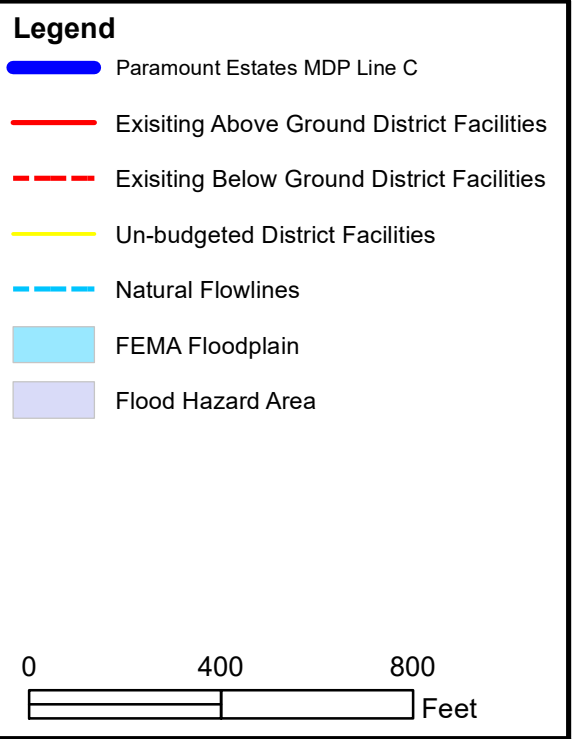 Legend
Paramount Estates MDP Line C
Exisiting Above Ground District Facilities
Exisiting Below Ground District Facilities
Un-budgeted District Facilities
Natural Flowlines
FEMA Floodplain
Flood Hazard Area
0 400 800
Feet